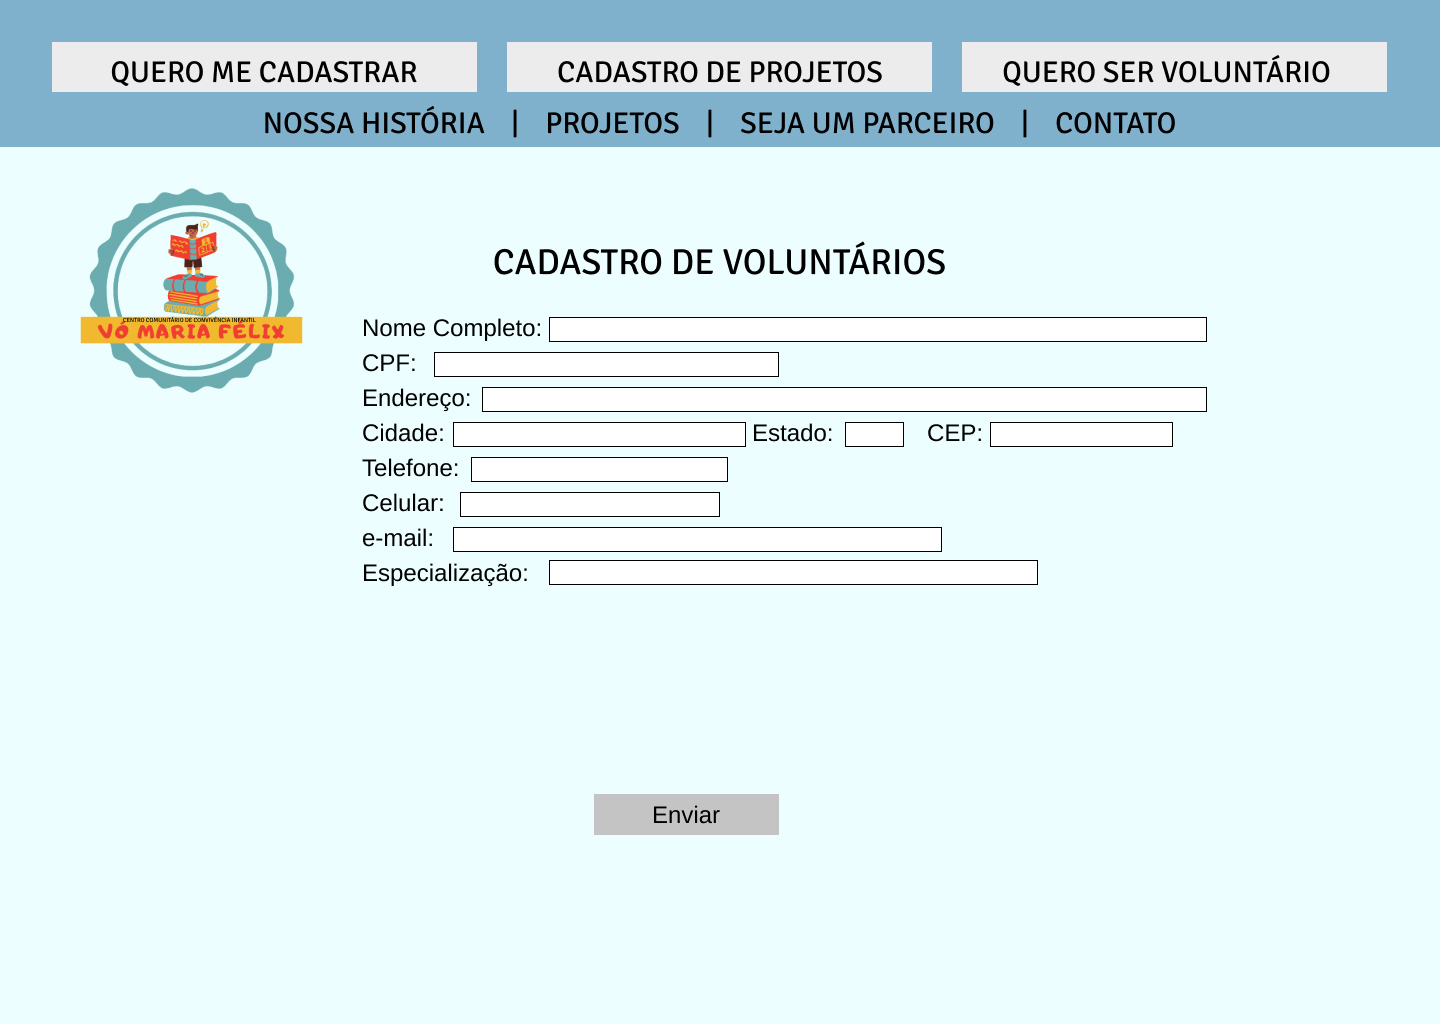 QUERO ME CADASTRAR CADASTRO DE PROJETOS QUERO SER VOLUNTÁRIO
NOSSA HISTÓRIA | PROJETOS | SEJA UM PARCEIRO | CONTATO
CENTRO COMUNITÁRIO DE CONVIVÊNCIA INFANTIL
VÓ MARIA FÉLIX
CADASTRO DE VOLUNTÁRIOS
Nome Completo:
CPF:
Endereço:
Cidade: Estado: CEP:
Telefone:
Celular:
e-mail:
Especialização:
Enviar